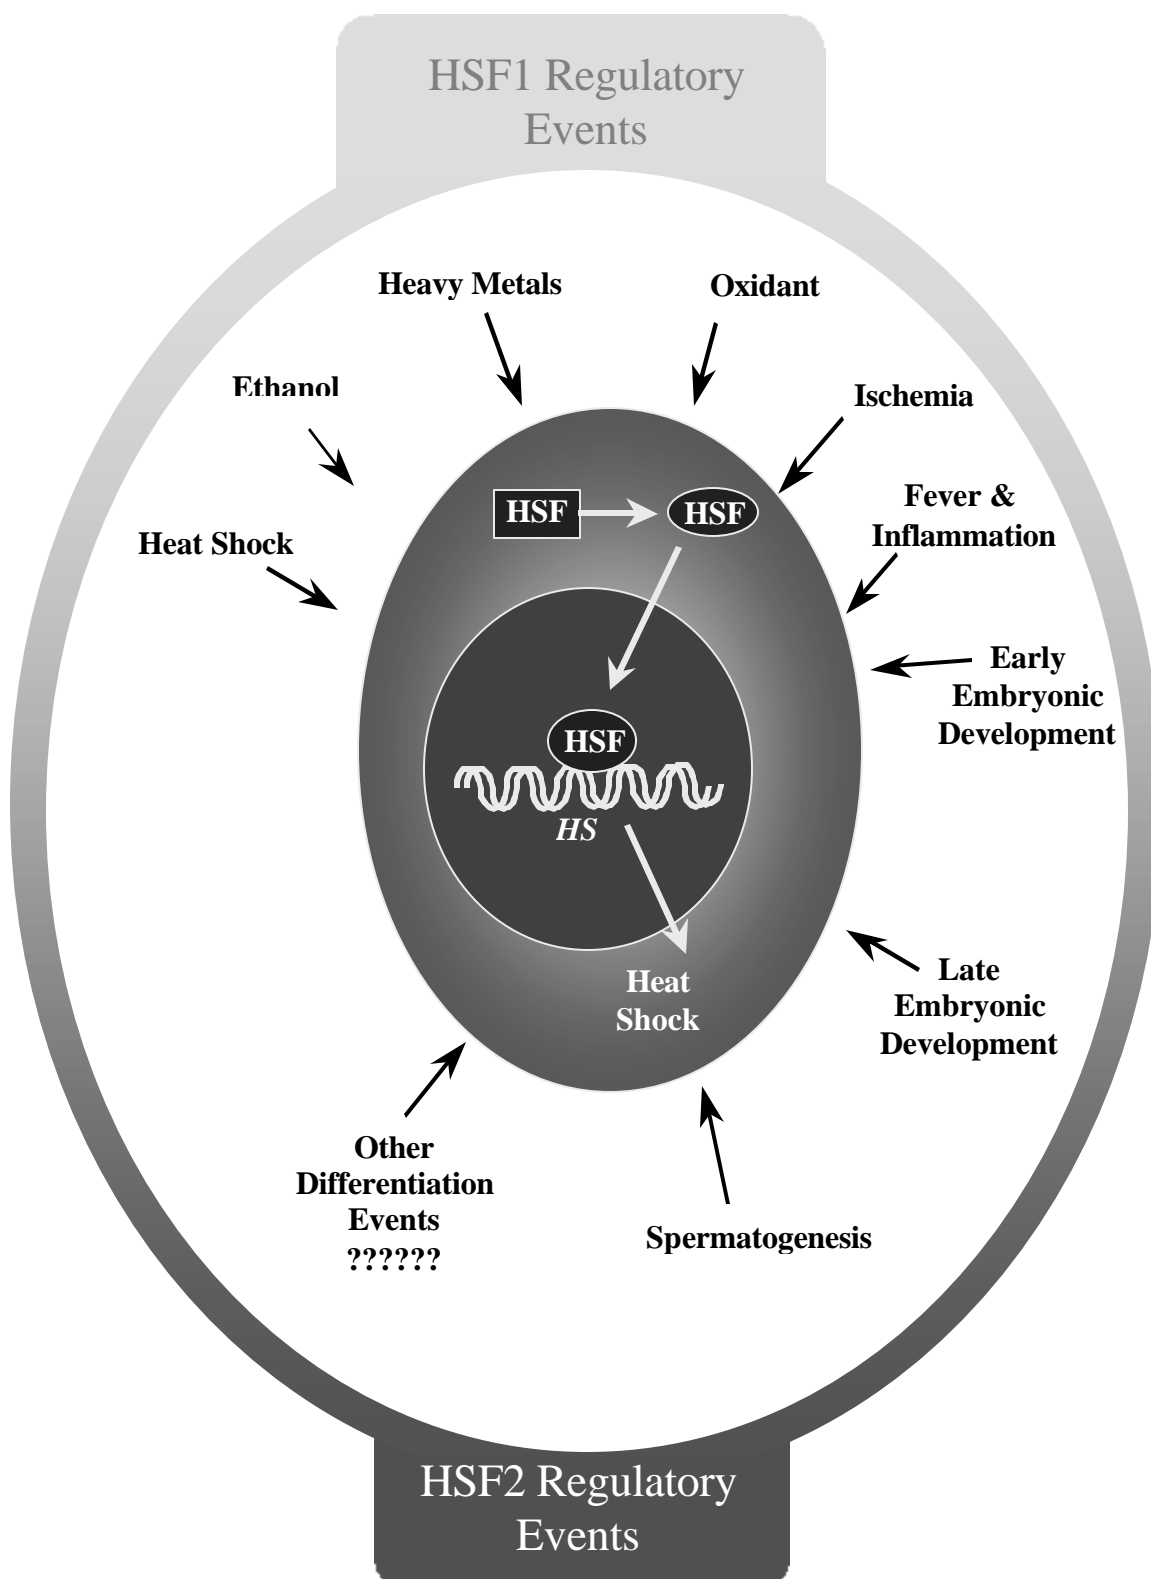 HSF1 Regulatory
Events
Heavy Metals
Oxidant
Ethanol
Ischemia
Fever &
Inflammation
HSF
HSF
Heat Shock
Early
Embryonic
Development
HSF
HS
Heat
Shock
Late
Embryonic
Development
Other
Differentiation
Events
??????
Spermatogenesis
HSF2 Regulatory
Events